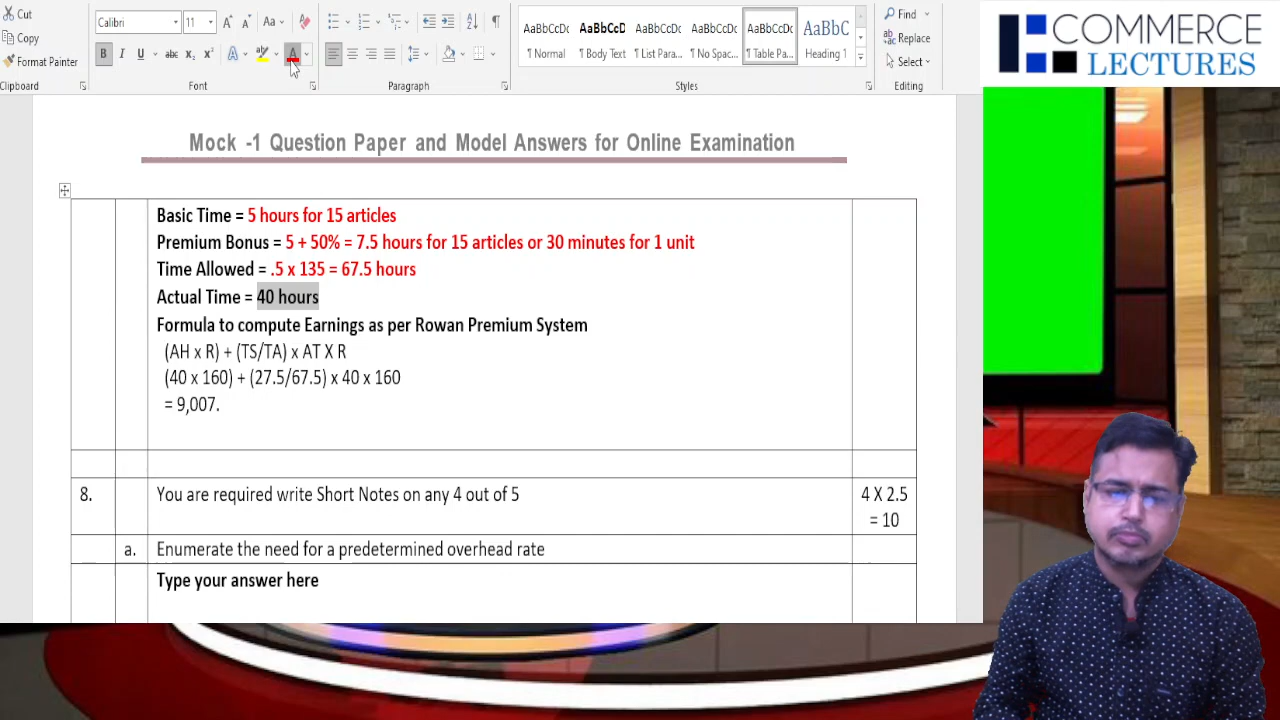 Cut
Copy
Format Painter
Clipboard
Calibri
11
Aa
Font
Paragraph
AaBbCcDc
¶ Normal
AaBbCcD
¶ Body Text
AaBbCcDc
¶ List Para...
AaBbCcDc
¶ No Spac...
AaBbCcDc
¶ Table Pa...
AaBbC
Heading 1
Styles
Find
Replace
Select
Editing
COMMERCE
LECTURES
Mock -1 Question Paper and Model Answers for Online Examination
Basic Time = 5 hours for 15 articles
Premium Bonus = 5 + 50% = 7.5 hours for 15 articles or 30 minutes for 1 unit
Time Allowed = .5 x 135 = 67.5 hours
Actual Time = 40 hours
Formula to compute Earnings as per Rowan Premium System
(AH x R) + (TS/TA) x AT X R
(40 x 160) + (27.5/67.5) x 40 x 160
= 9,007.
8. You are required write Short Notes on any 4 out of 5 4 X 2.5
= 10
a. Enumerate the need for a predetermined overhead rate
Type your answer here